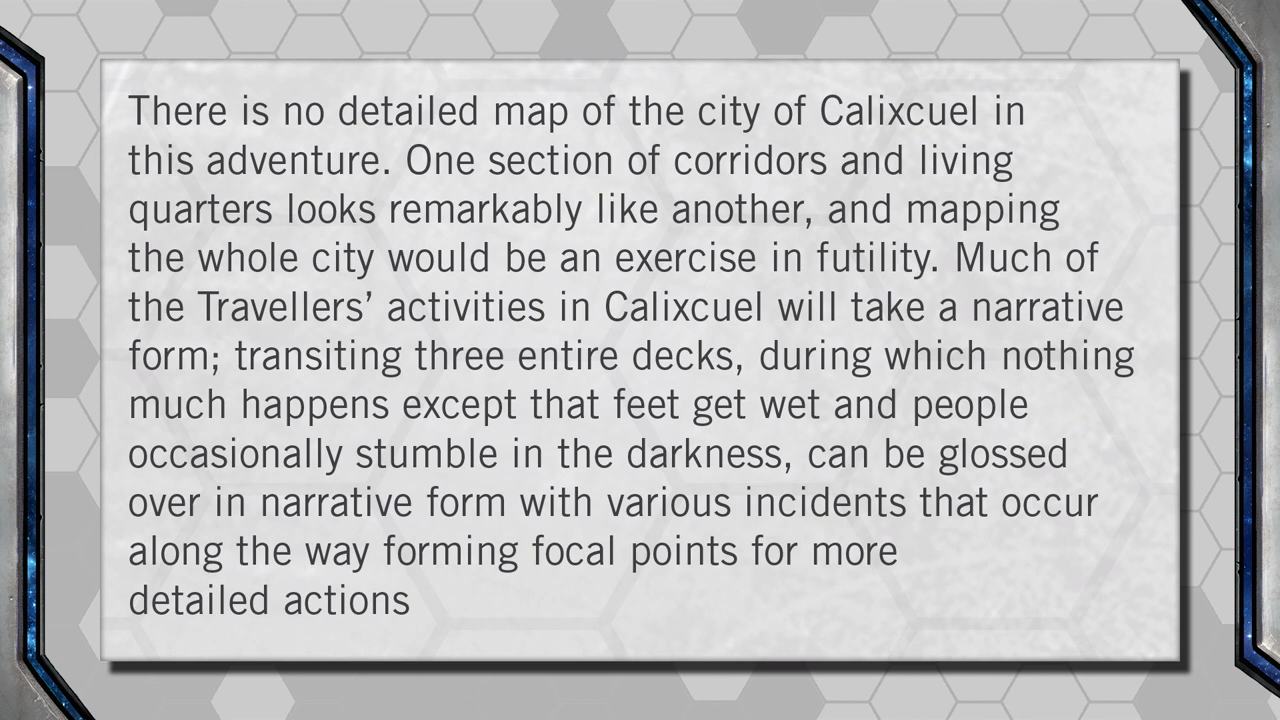 There is no detailed map of the city of Calixcuel in
this adventure. One section of corridors and living
quarters looks remarkably like another, and mapping
the whole city would be an exercise in futility. Much of
the Travellers’ activities in Calixcuel will take a narrative
form; transiting three entire decks, during which nothing
much happens except that feet get wet and people
occasionally stumble in the darkness, can be glossed
over in narrative form with various incidents that occur
along the way forming focal points for more
detailed actions